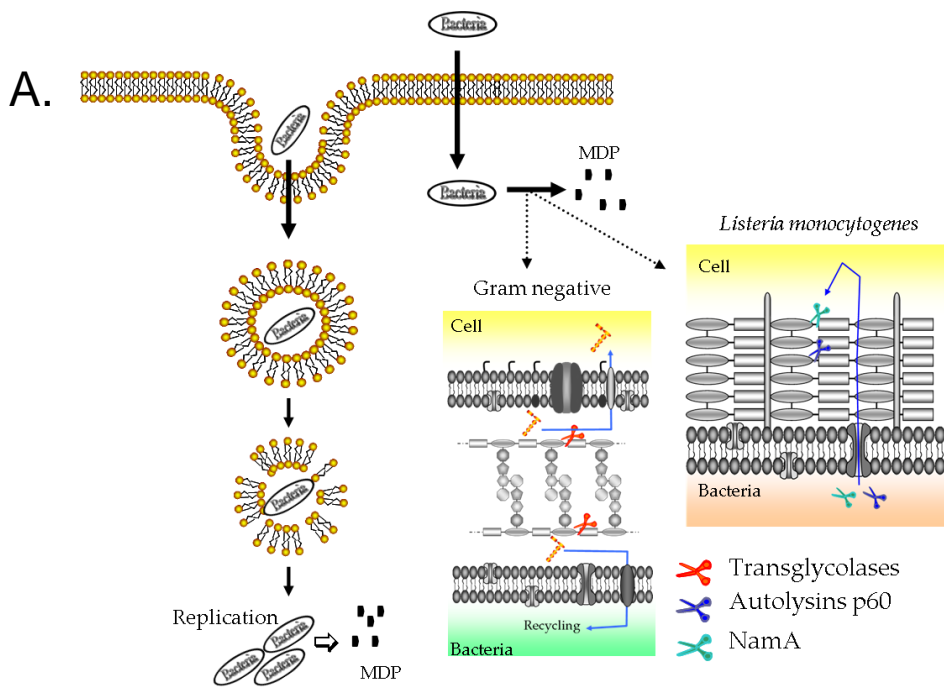 Bacteria
A.
Bacteria
Bacteria
MDP
Listeria monocytogenes
Cell
Gram negative
Bacteria
Cell
Bacteria
Bacteria
Transglycolases
Replication
Autolysins p60
Bacteria
Recycling
NamA
Bacteria
Bacteria
Bacteria
MDP